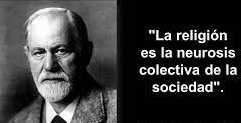 "La religión
es la neurosis
colectiva de la
sociedad".